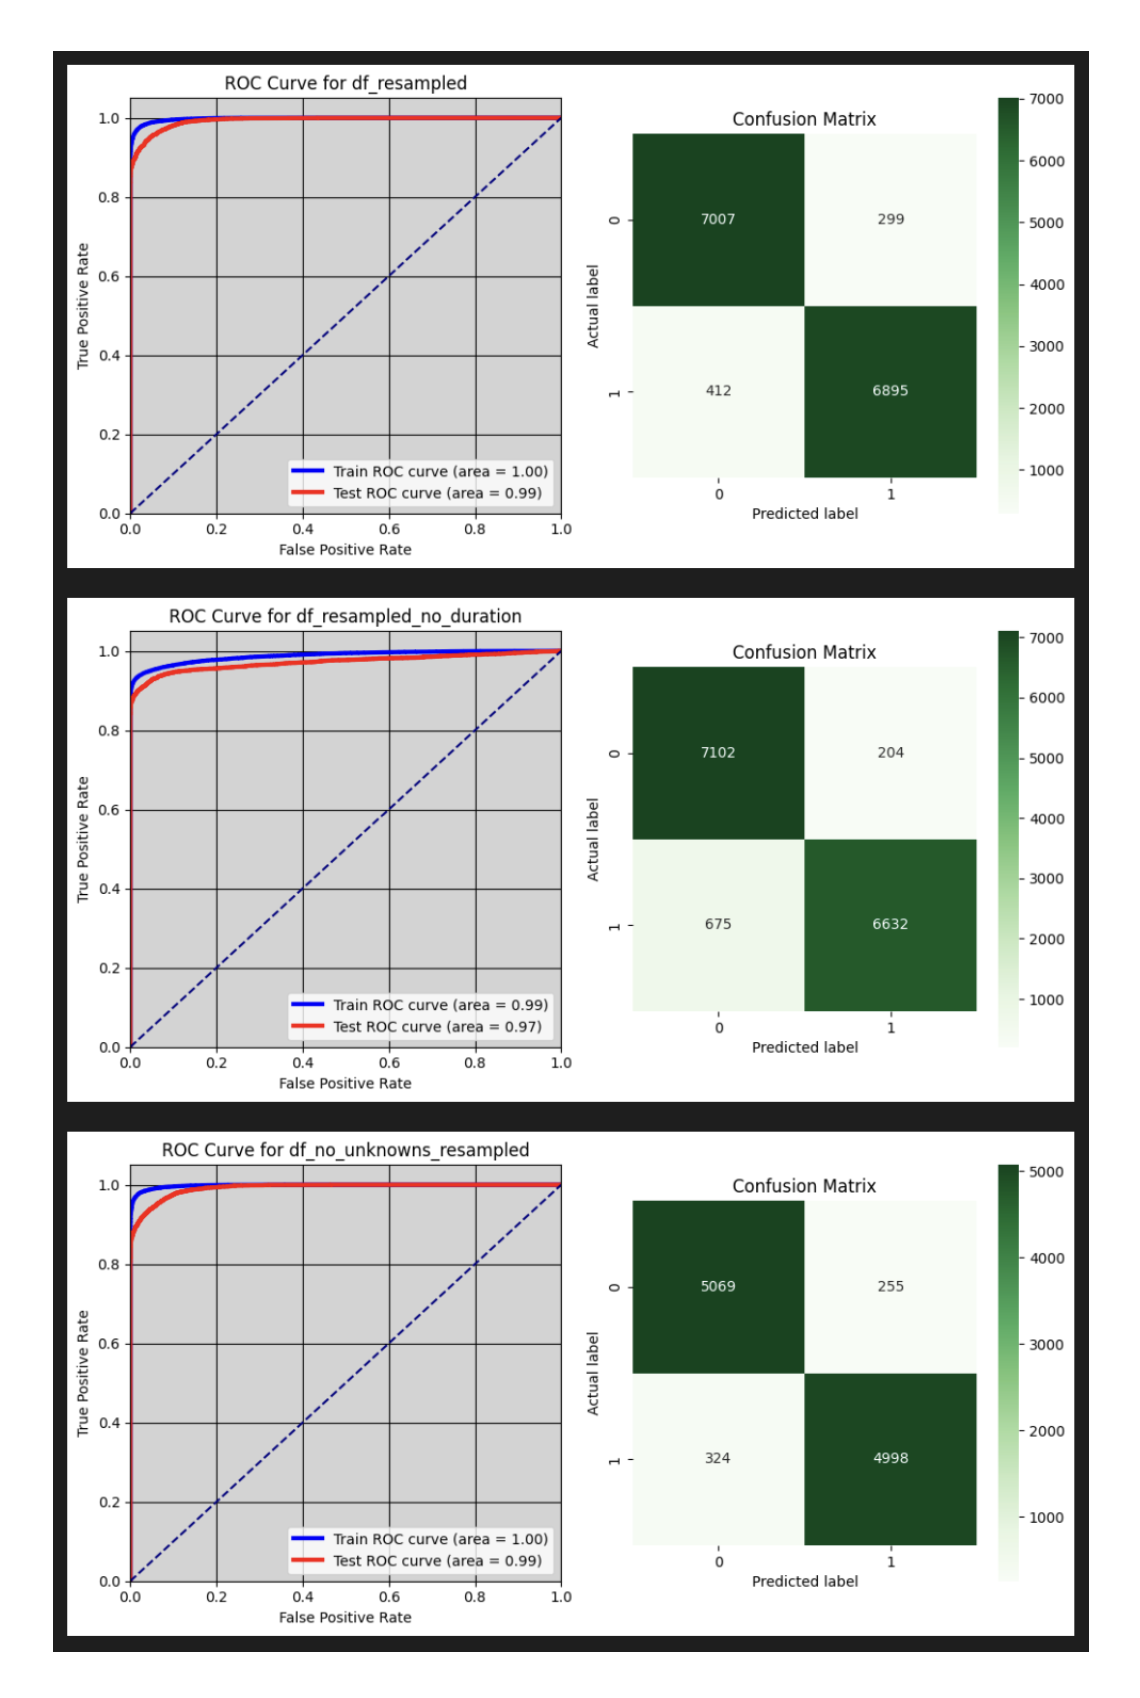 ROC Curve for df_resampled
1.0
0.8
0.6
0.4
0.2
0.0
True Positive Rate
0.0 0.2 0.4 0.6 0.8 1.0
False Positive Rate
Train ROC curve (area = 1.00)
Test ROC curve (area = 0.99)
Confusion Matrix
Actual label
0
7007 299
1
412 6895
0 1
Predicted label
7000
6000
5000
4000
3000
2000
1000
ROC Curve for df_resampled_no_duration
1.0
0.8
0.6
0.4
0.2
0.0
True Positive Rate
0.0 0.2 0.4 0.6 0.8 1.0
False Positive Rate
Train ROC curve (area = 0.99)
Test ROC curve (area = 0.97)
Confusion Matrix
Actual label
0
7102 204
1
675 6632
0 1
Predicted label
7000
6000
5000
4000
3000
2000
1000
ROC Curve for df_no_unknowns_resampled
1.0
0.8
0.6
0.4
0.2
0.0
True Positive Rate
0.0 0.2 0.4 0.6 0.8 1.0
False Positive Rate
Train ROC curve (area = 1.00)
Test ROC curve (area = 0.99)
Confusion Matrix
Actual label
0
5069 255
1
324 4998
0 1
Predicted label
5000
4000
3000
2000
1000